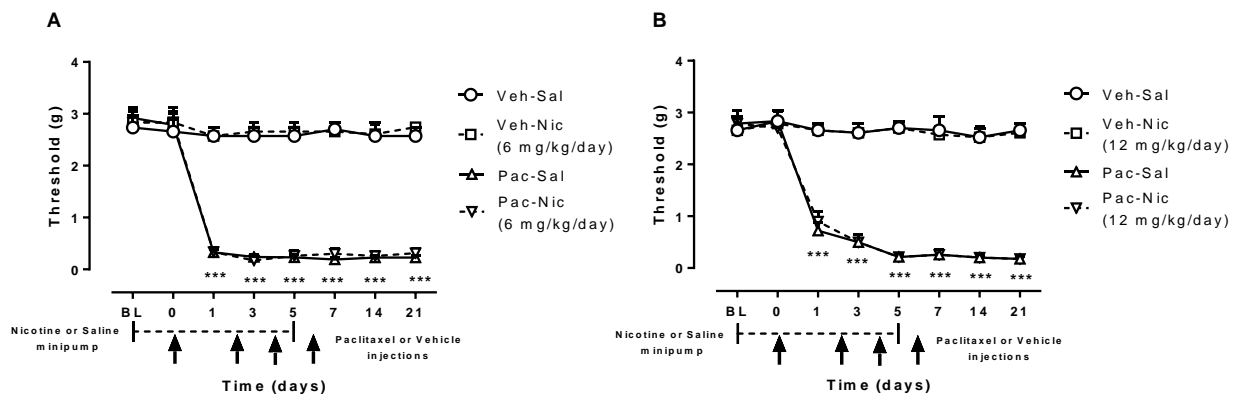 A
Threshold (g)
4
3
2
1
0
***
***
***
***
***
***
BL
0
1
3
5
7
14
21
Nicotine or Saline
minipump
Paclitaxel or Vehicle
injections
Time (days)
Veh-Sal
Veh-Nic
(6 mg/kg/day)
Pac-Sal
Pac-Nic
(6 mg/kg/day)
B
Threshold (g)
4
3
2
1
0
***
***
***
***
***
***
BL
0
1
3
5
7
14
21
Nicotine or Saline
minipump
Paclitaxel or Vehicle
injections
Time (days)
Veh-Sal
Veh-Nic
(12 mg/kg/day)
Pac-Sal
Pac-Nic
(12 mg/kg/day)